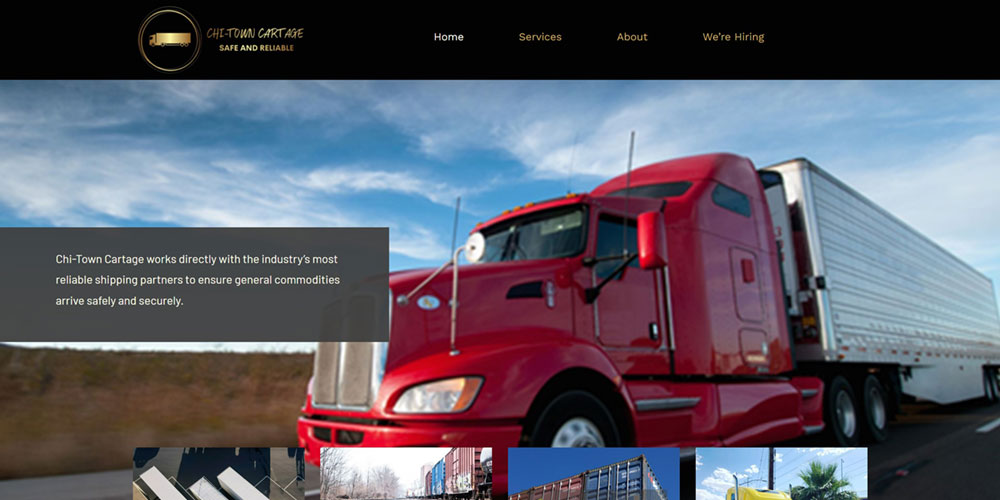 CHI-TOWN CARTAGE
SAFE AND RELIABLE
Home Services About We're Hiring
Chi-Town Cartage works directly with the industry's most
reliable shipping partners to ensure general commodities
arrive safely and securely.